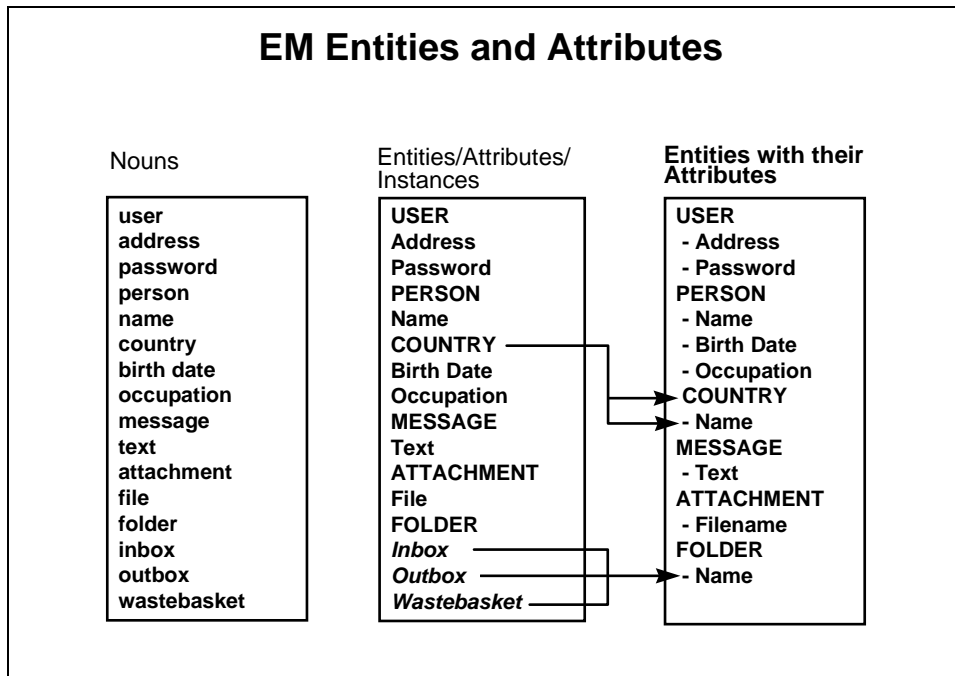 EM Entities and Attributes
Nouns
user
address
password
person
name
country
birth date
occupation
message
text
attachment
file
folder
inbox
outbox
wastebasket
Entities/Attributes/
Instances
USER
Address
Password
PERSON
Name
COUNTRY
Birth Date
Occupation
MESSAGE
Text
ATTACHMENT
File
FOLDER
Inbox
Outbox
Wastebasket
Entities with their
Attributes
USER
- Address
- Password
PERSON
- Name
- Birth Date
- Occupation
COUNTRY
- Name
MESSAGE
- Text
ATTACHMENT
- Filename
FOLDER
- Name